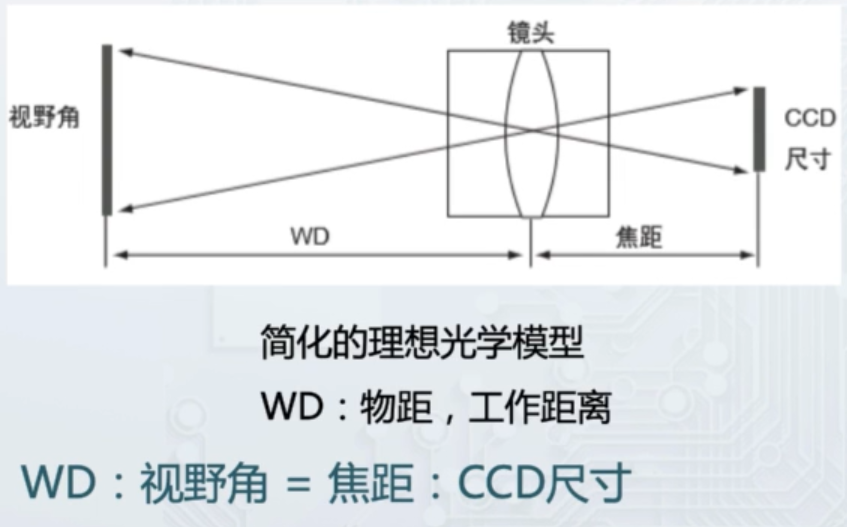 镜头
视野角
CCD
尺寸
WD
焦距
简化的理想光学模型
WD：物距，工作距离
WD：视野角 = 焦距：CCD尺寸